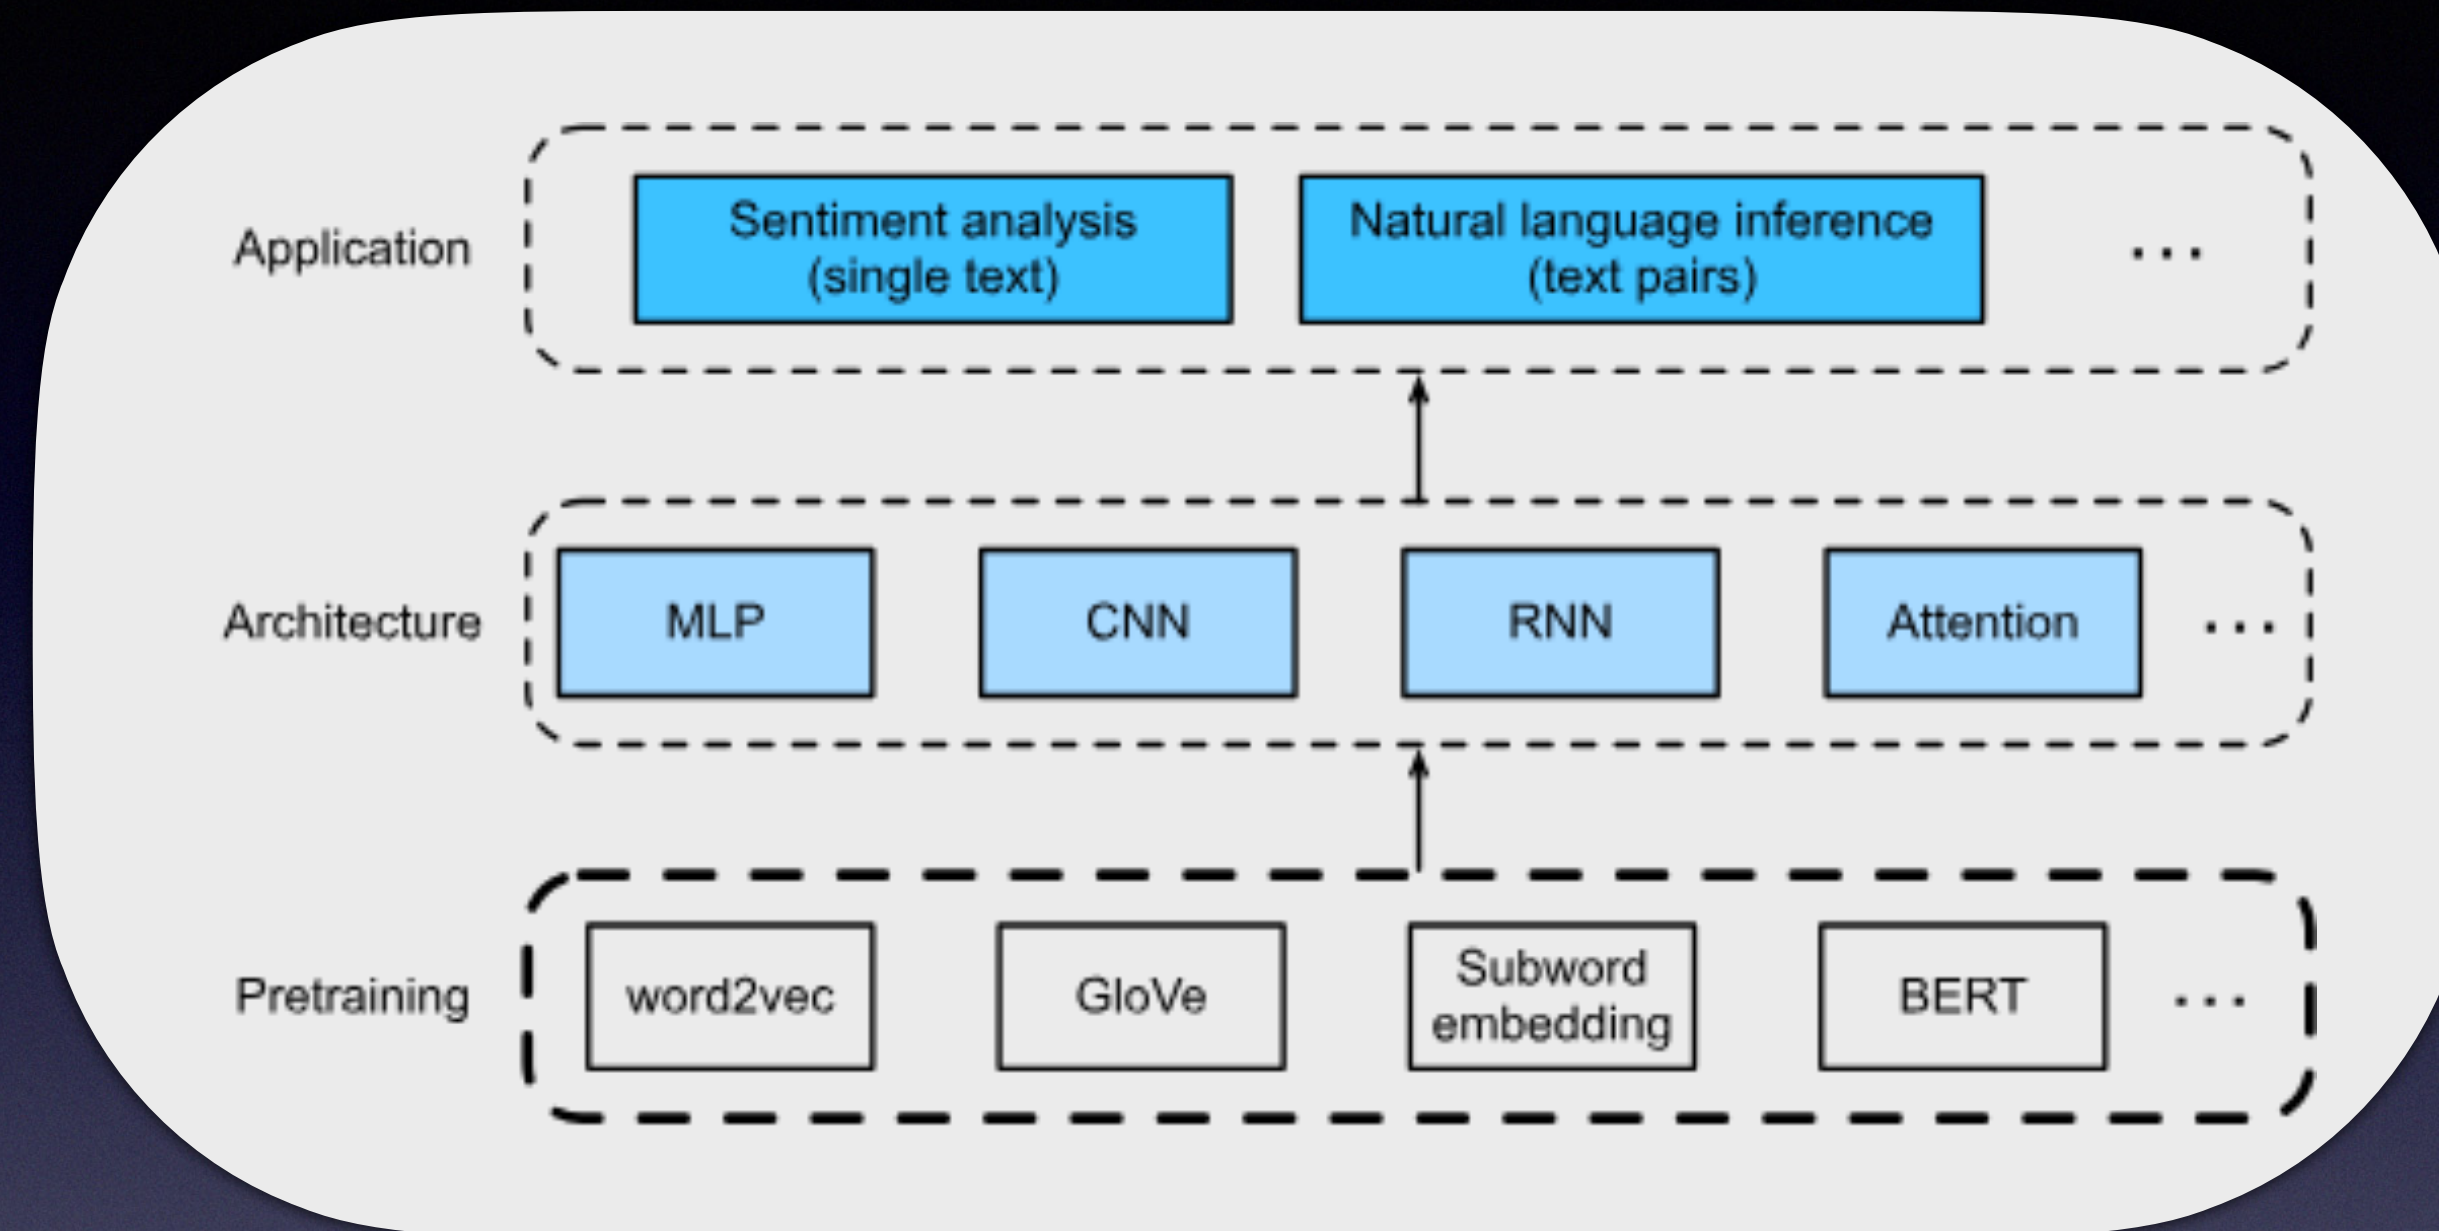 Application
Sentiment analysis
(single text)
Natural language inference
(text pairs)
...
Architecture
MLP
CNN
RNN
Attention
...
Pretraining
word2vec
GloVe
Subword
embedding
BERT
...